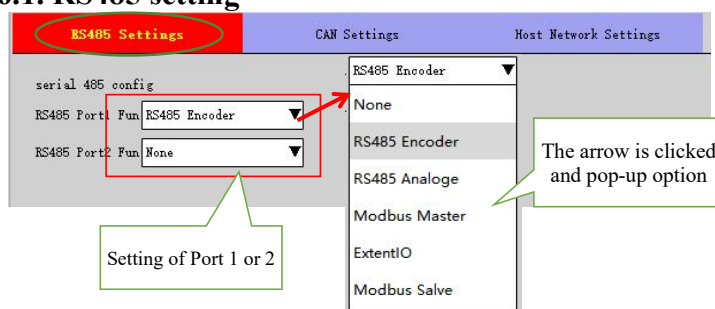 RS485 Settings CAN Settings Host Network Settings
serial 485 config
RS485 Port1 Fun RS485 Encoder
RS485 Port2 Fun None
RS485 Encoder
None
RS485 Encoder
RS485 Analoge
Modbus Master
ExtentIO
Modbus Salve
The arrow is clicked
and pop-up option
Setting of Port 1 or 2